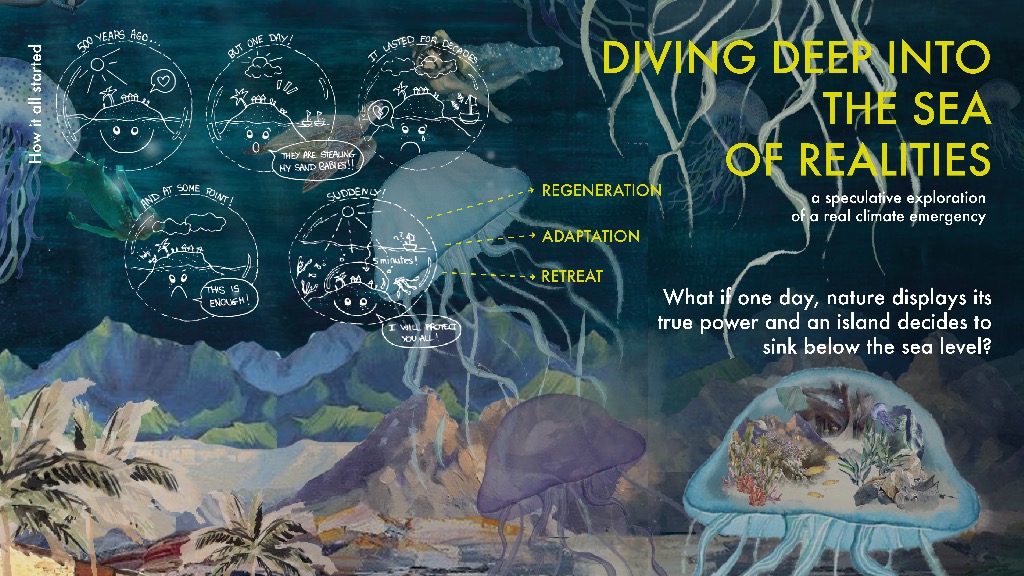 How it all started
500 YEARS AGO...
BUT ONE DAY!
IT LASTED FOR DECADES
THEY ARE STEALING
MY SAND BABIES!!
AND AT SOME POINT!
THIS IS
ENOUGH!
SUDDENLY!
5 minutes!
I WILL PROTECT
YOU ALL!
REGENERATION
ADAPTATION
RETREAT
DIVING DEEP INTO
THE SEA
OF REALITIES
a speculative exploration
of a real climate emergency
What if one day, nature displays its
true power and an island decides to
sink below the sea level?